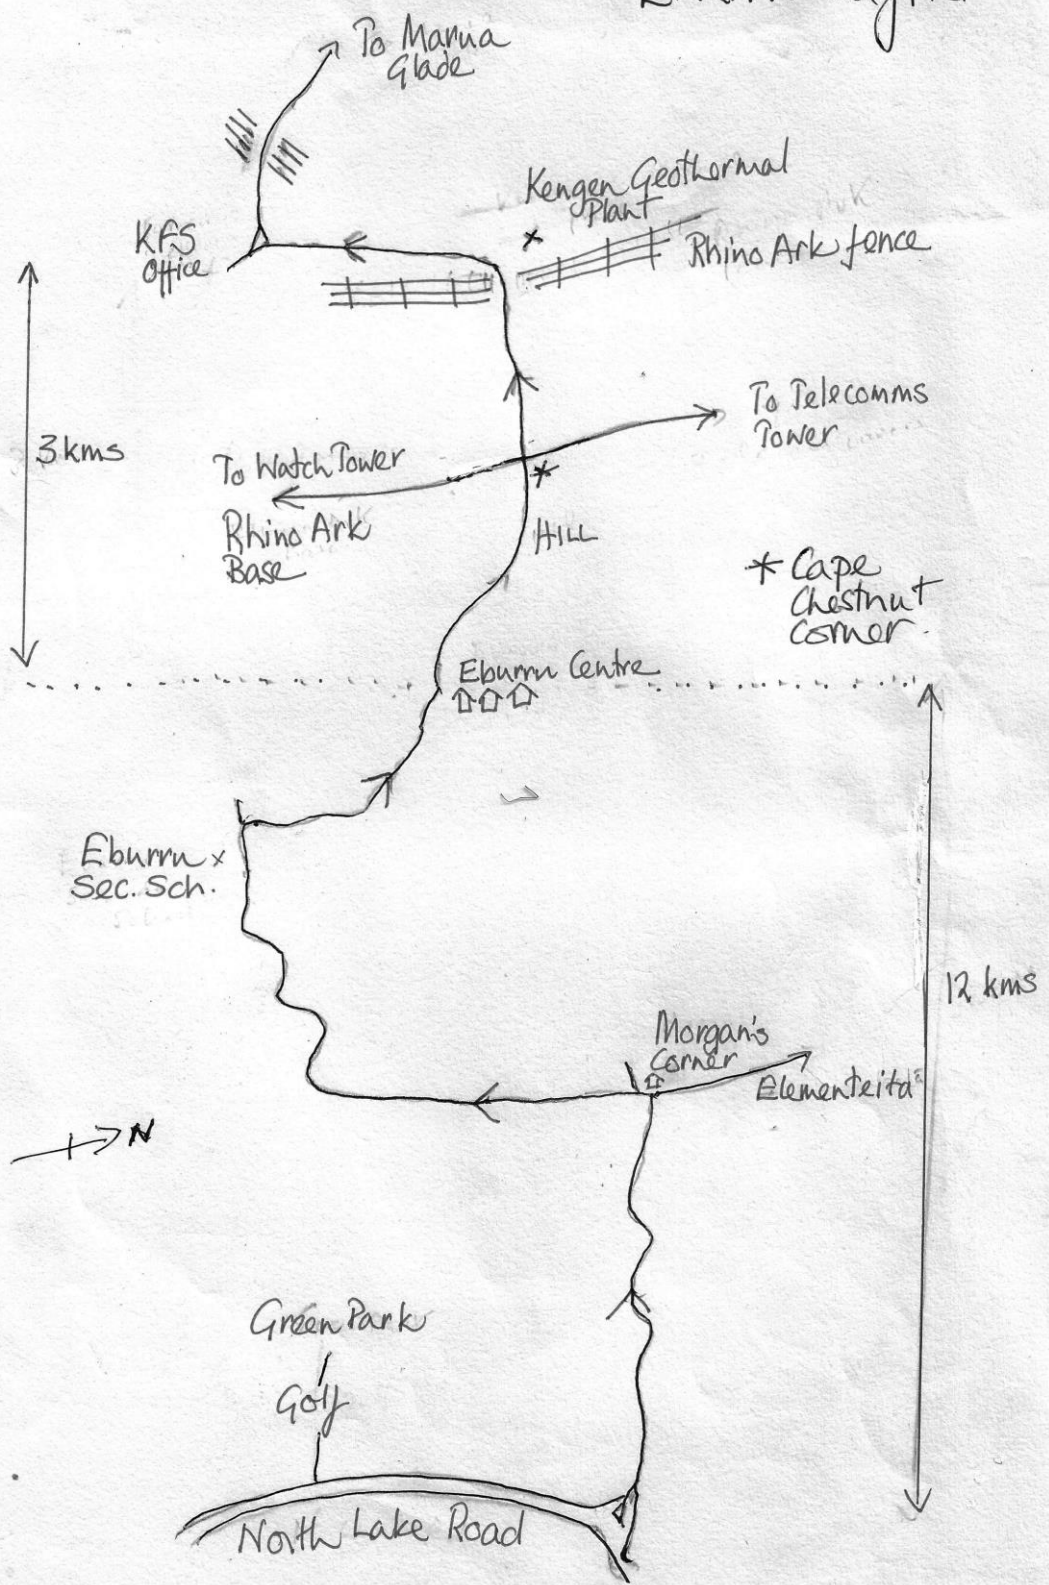 To Marua
Glade
Kengen Geothermal
Plant
KFS
Office
Rhino Ark fence
To Telecomms
Tower
3 kms
To Watch Tower
Rhino Ark
Base
HILL
* Cape
Chestnut
Corner.
Eburru Centre
Eburru x
Sec. Sch.
12 kms
Morgan's
Corner
Elementeita
N
Green Park
Golf
North Lake Road